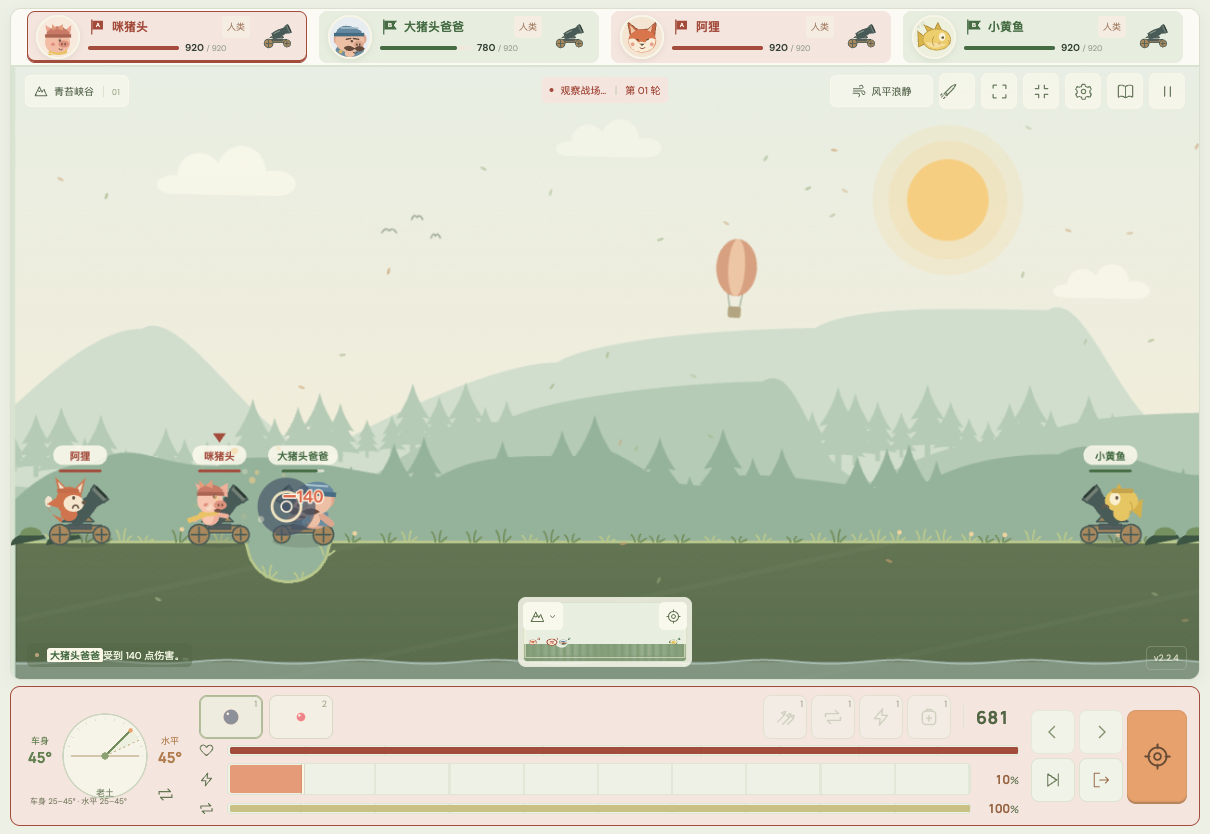 A 咪猪头 人类
920 / 920
B 大猪头爸爸 人类
780 / 920
A 阿狸 人类
920 / 920
B 小黄鱼 人类
920 / 920
青苔峡谷 01
观察战场… 第 01 轮
风平浪静
阿狸
咪猪头
大猪头爸爸
小黄鱼
−140
大猪头爸爸受到 140 点伤害。
v2.2.4
车身
45°
水平
45°
老土
车身 25–45° · 水平 25–45°
1
2
1
1
1
1
681
10%
100%